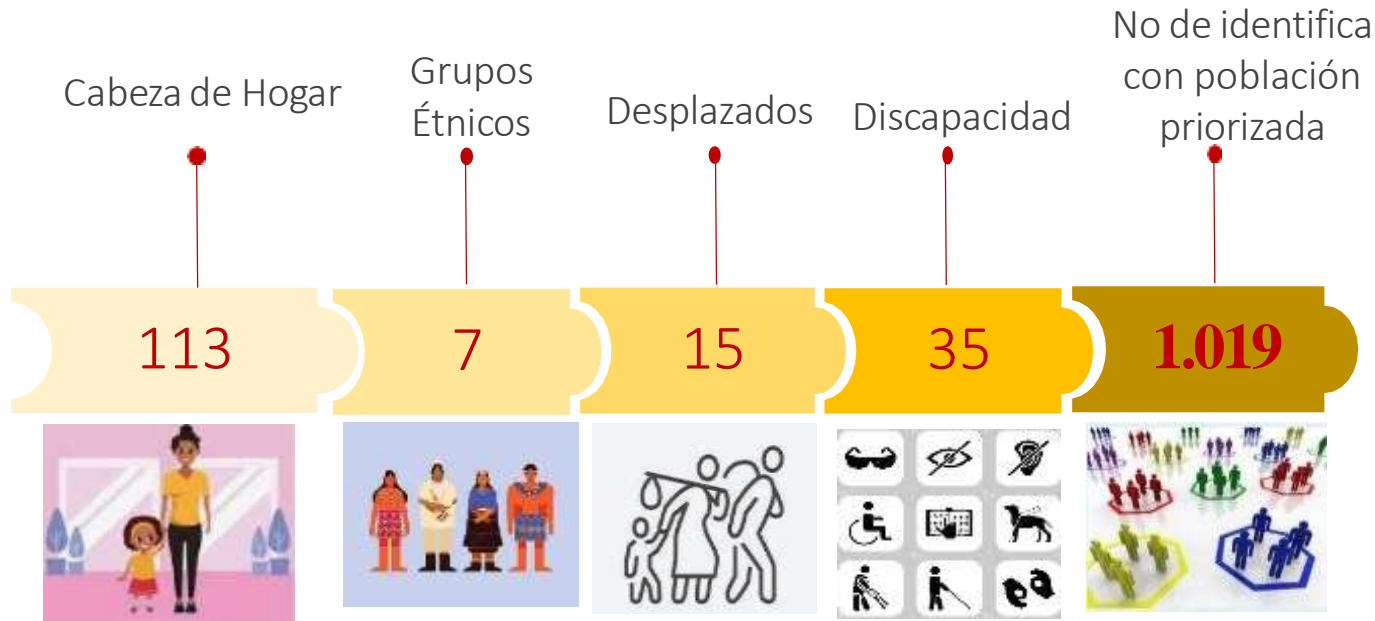 Cabeza de Hogar
Grupos
Étnicos
Desplazados
Discapacidad
No de identifica
con población
priorizada
113
7
15
35
1.019